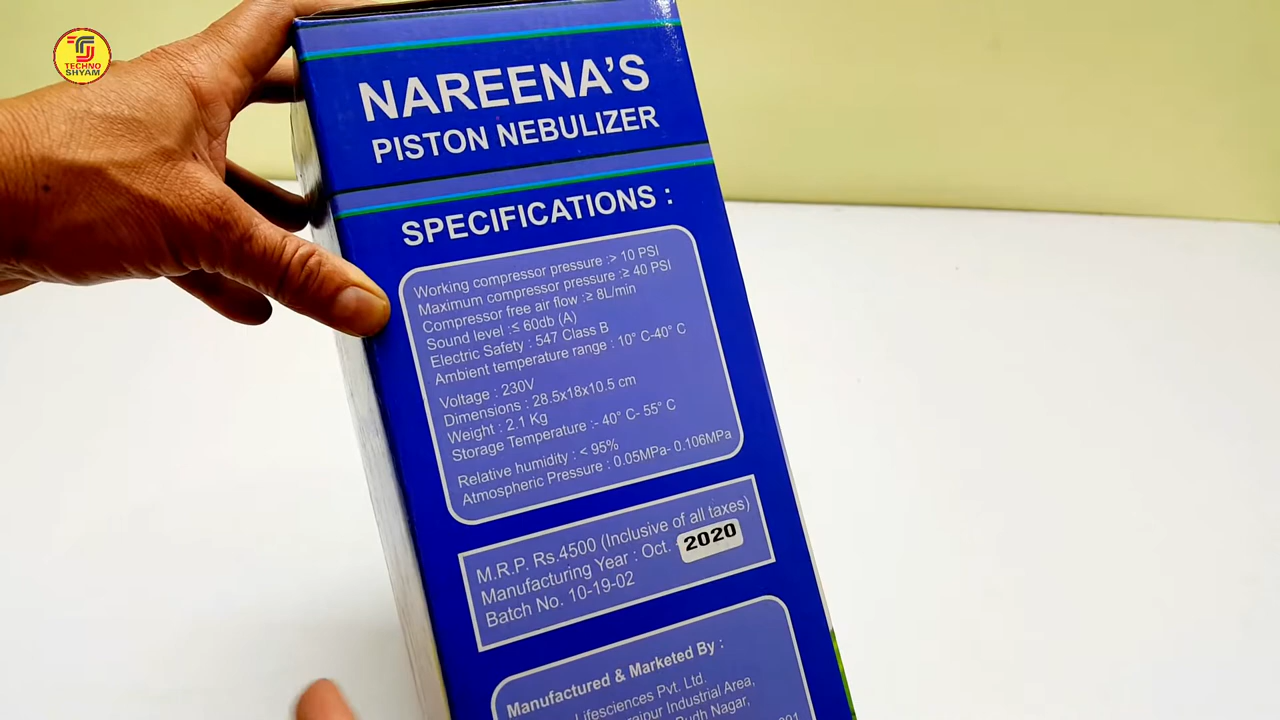 TECHNO
SHYAM
NAREENA'S
PISTON NEBULIZER
SPECIFICATIONS :
Working compressor pressure :> 10 PSI
Maximum compressor pressure :≥ 40 PSI
Compressor free air flow :≥ 8L/min
Sound level :≤ 60db (A)
Electric Safety : 547 Class B
Ambient temperature range : 10° C-40° C
Voltage : 230V
Dimensions : 28.5x18x10.5 cm
Weight : 2.1 Kg
Storage Temperature :- 40° C- 55° C
Relative humidity : < 95%
Atmospheric Pressure : 0.05MPa- 0.106MPa
M.R.P. Rs.4500 (Inclusive of all taxes)
Manufacturing Year : Oct. 2020
Batch No. 10-19-02
Manufactured & Marketed By :
Lifesciences Pvt. Ltd.
Industrial Area,
Nagar,